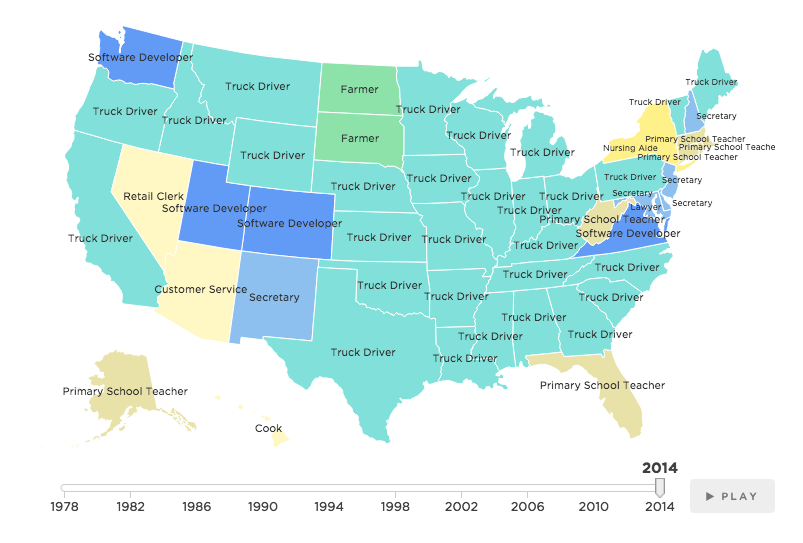 Software Developer
Truck Driver
Truck Driver
Truck Driver
Truck Driver
Farmer
Farmer
Truck Driver
Truck Driver
Truck Driver
Truck Driver
Truck Driver
Truck Driver
Secretary
Primary School Teacher
Nursing Aide
Primary School Teache
Primary School Teacher
Truck Driver
Retail Clerk
Software Developer
Software Developer
Truck Driver
Truck Driver
Truck Driver
Truck Driver
Truck Driver
Truck Driver
Secretary
Secretary
Lawyer
Secretary
Primary School Teacher
Software Developer
Truck Driver
Truck Driver
Truck Driver
Truck Driver
Truck Driver
Truck Driver
Customer Service
Secretary
Truck Driver
Truck Driver
Truck Driver
Truck Driver
Truck Driver
Truck Driver
Truck Driver
Truck Driver
Primary School Teacher
Primary School Teacher
Cook
2014
1978 1982 1986 1990 1994 1998 2002 2006 2010 2014
PLAY